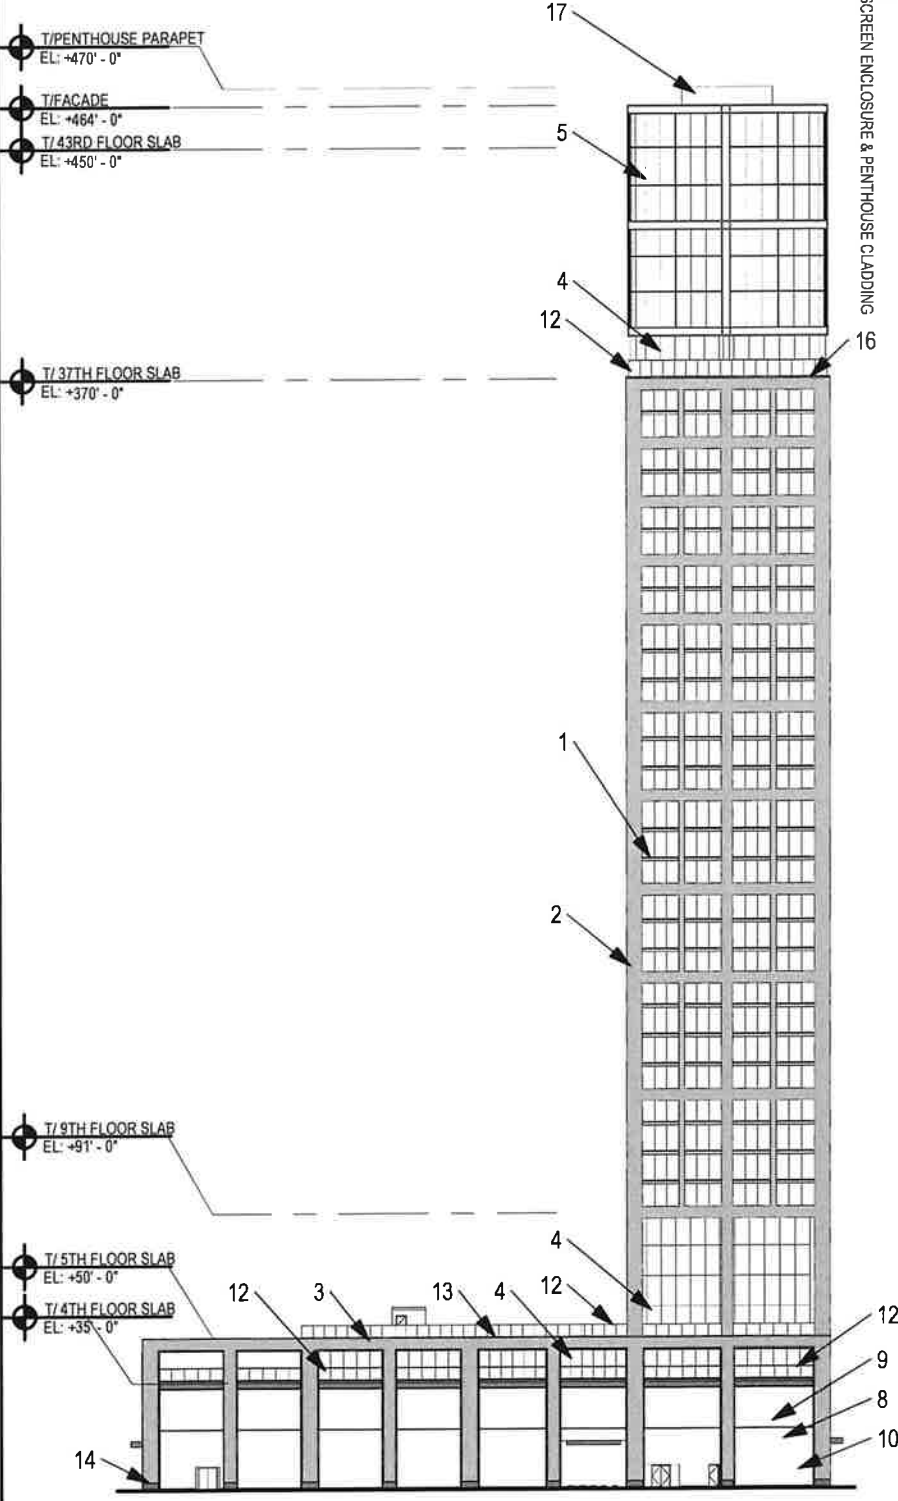 17
SCREEN ENCLOSURE & PENTHOUSE CLADDING
T/PENTHOUSE PARAPET
EL: +470' - 0"
T/FACADE
EL: +464' - 0"
5
T/ 43RD FLOOR SLAB
EL: +450' - 0"
4
12
16
T/ 37TH FLOOR SLAB
EL: +370' - 0"
1
2
T/ 9TH FLOOR SLAB
EL: +91' - 0"
4
T/ 5TH FLOOR SLAB
EL: +50' - 0"
12
3
13
4
12
T/ 4TH FLOOR SLAB
EL: +35' - 0"
12
9
8
10
14